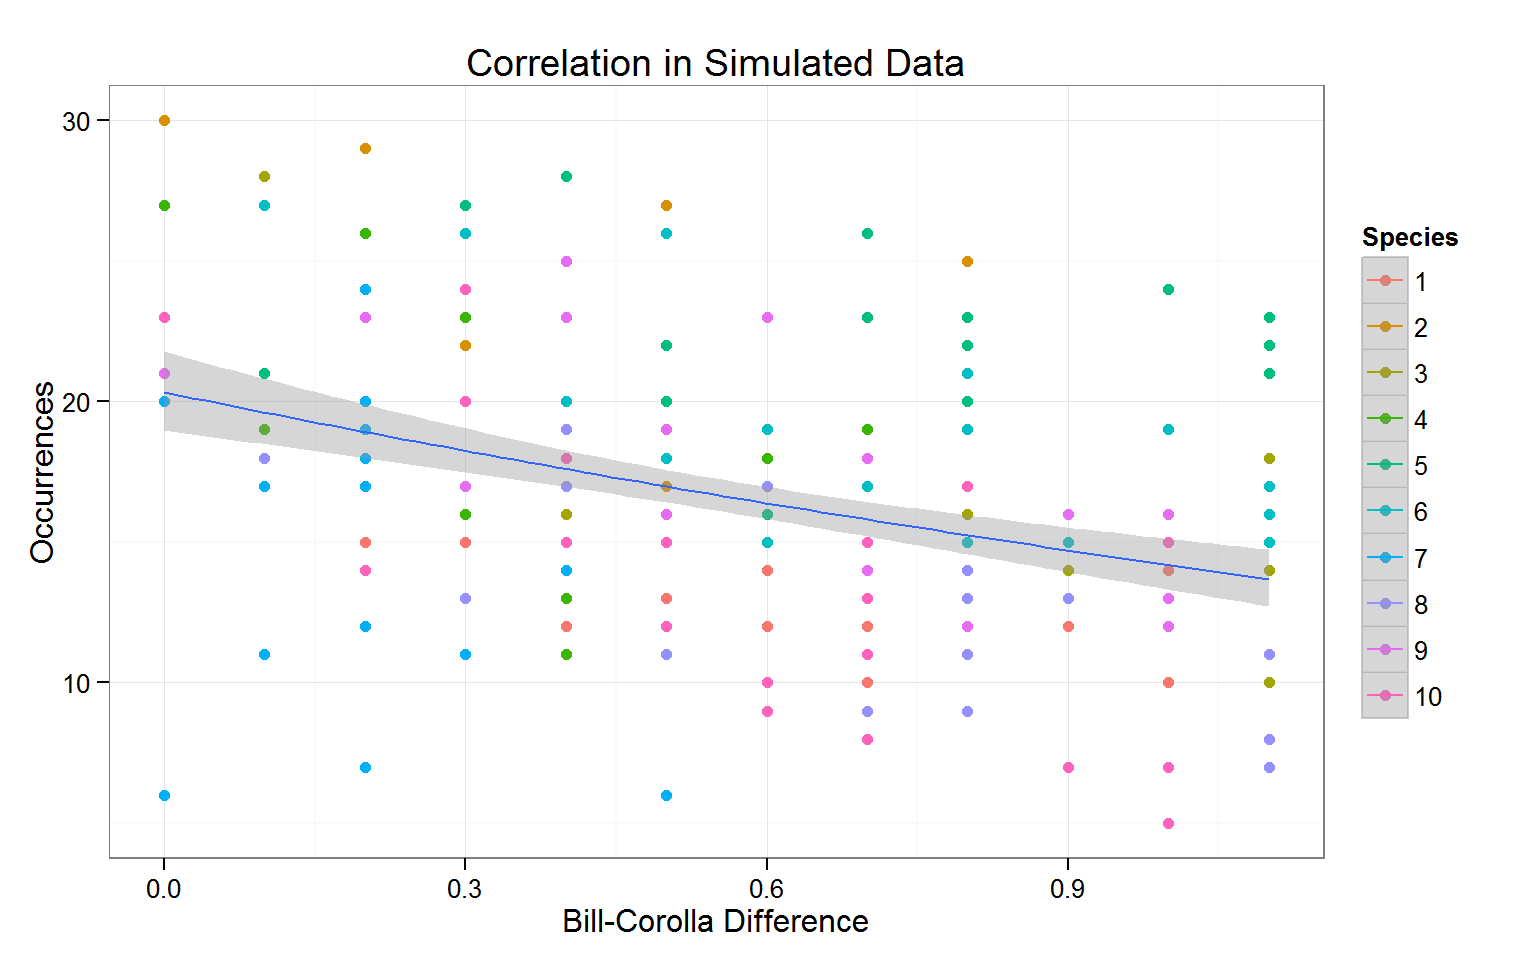 Correlation in Simulated Data
30
20
10
Occurrences
0.0 0.3 0.6 0.9
Bill-Corolla Difference
Species
1
2
3
4
5
6
7
8
9
10